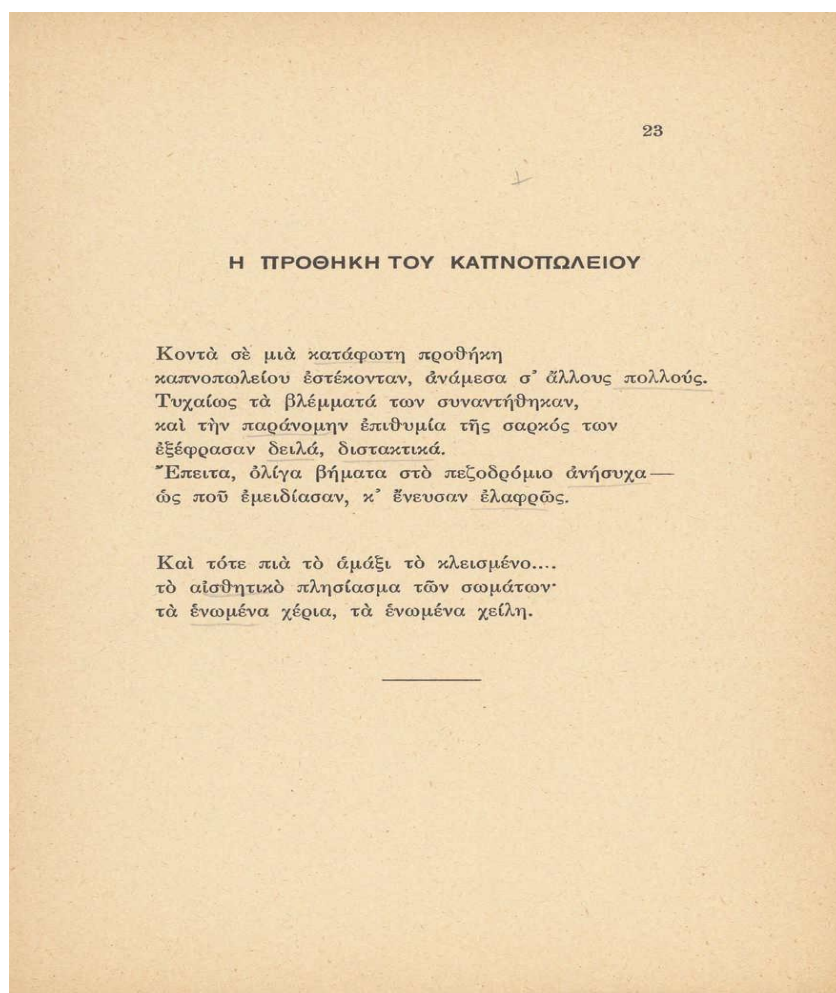 23
Η ΠΡΟΘΗΚΗ ΤΟΥ ΚΑΠΝΟΠΩΛΕΙΟΥ
Κοντὰ σὲ μιὰ κατάφωτη προθήκη
καπνοπωλείου ἐστέκονταν, ἀνάμεσα σ’ ἄλλους πολλούς.
Τυχαίως τὰ βλέμματά των συναντήθηκαν,
καὶ τὴν παράνομην ἐπιθυμία τῆς σαρκός των
ἐξέφρασαν δειλά, διστακτικά.
Ἔπειτα, ὀλίγα βήματα στὸ πεζοδρόμιο ἀνήσυχα —
ὡς ποῦ ἐμειδίασαν, κ’ ἔνευσαν ἐλαφρῶς.
Καὶ τότε πιὰ τὸ ἁμάξι τὸ κλεισμένο....
τὸ αἰσθητικὸ πλησίασμα τῶν σωμάτων·
τὰ ἑνωμένα χέρια, τὰ ἑνωμένα χείλη.